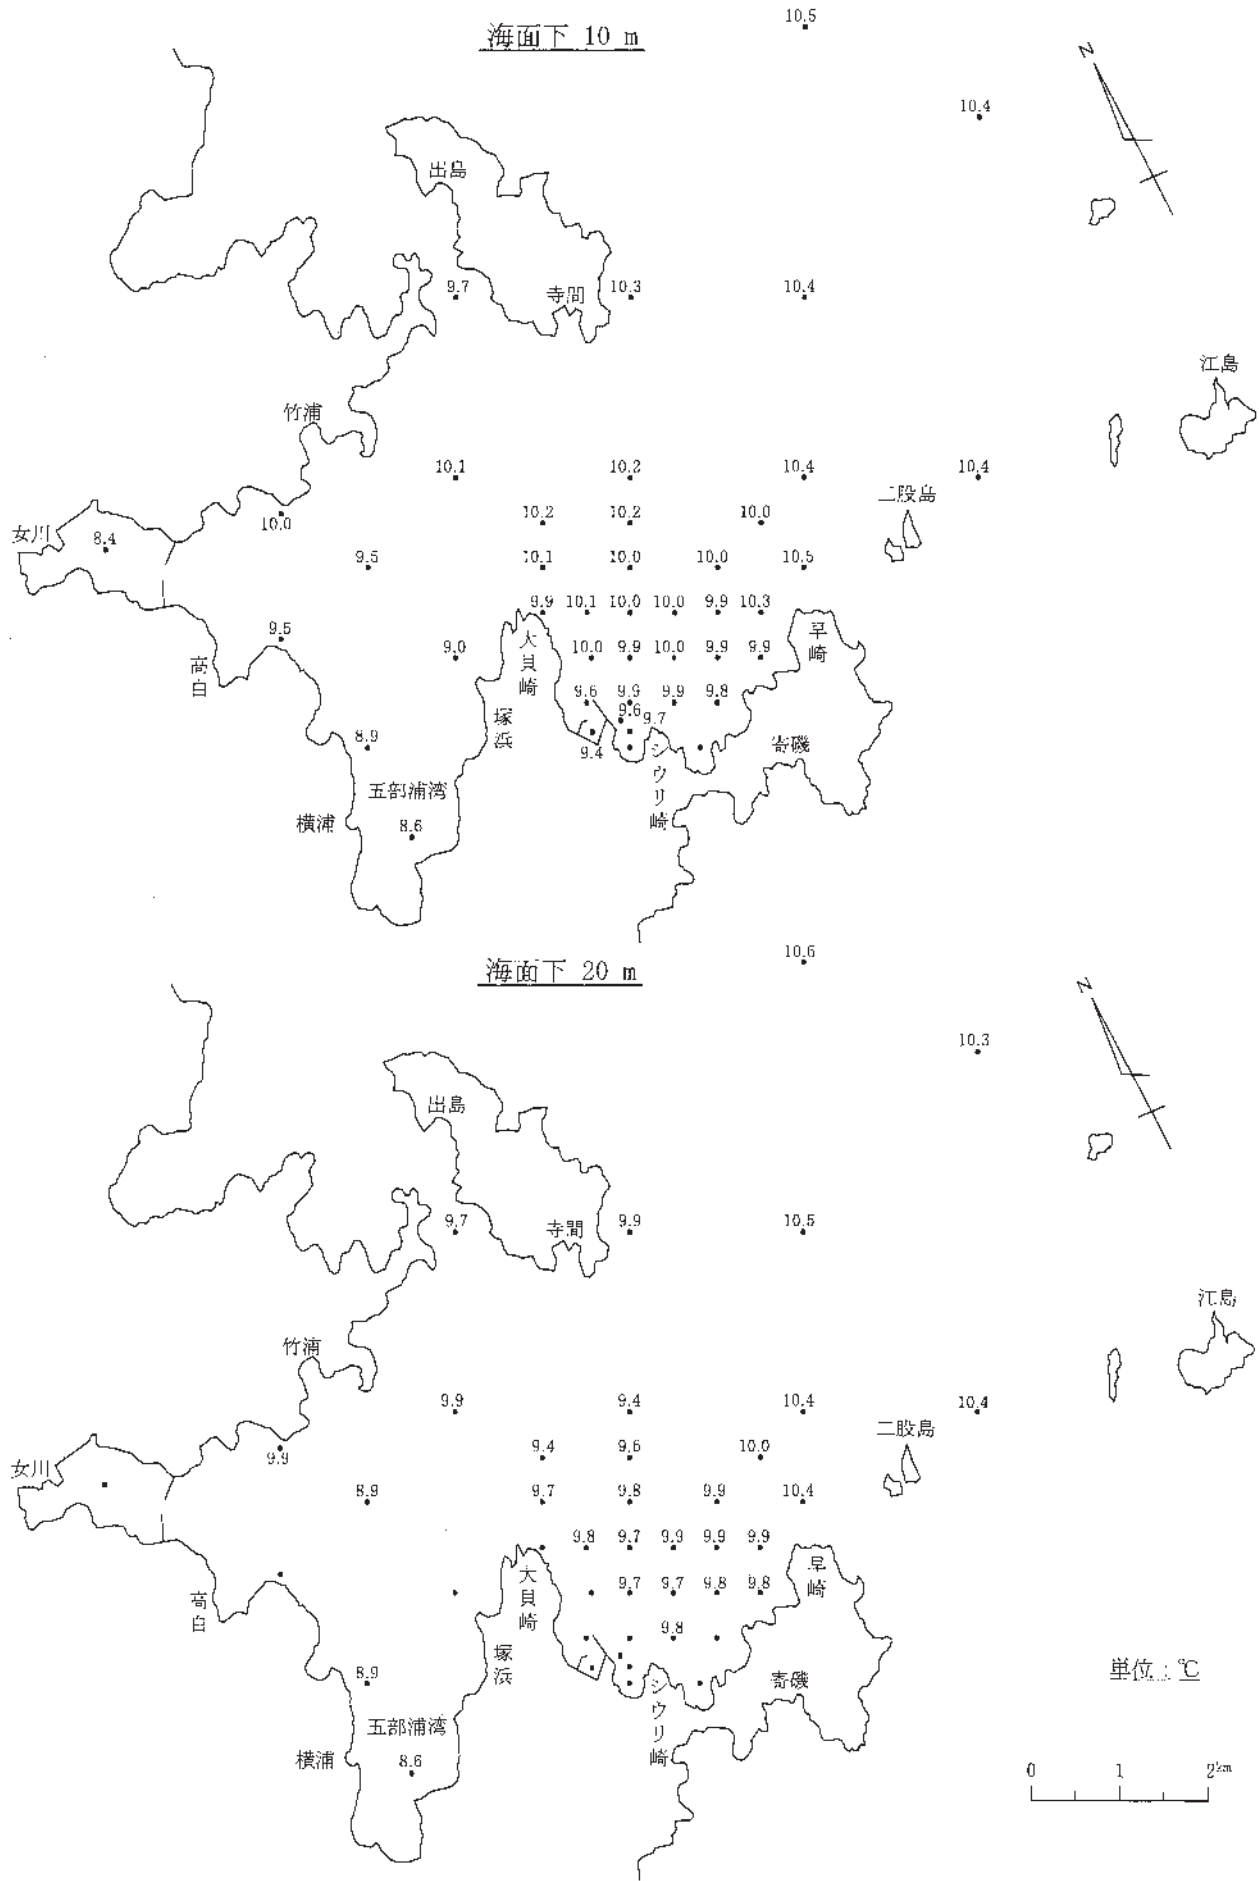 海面下 10 m
10.5
10.4
N
出島
9.7
寺間
10.3
10.4
江島
竹浦
10.1
10.2
10.4
10.4
二股島
女川
8.4
10.0
10.2
10.2
10.0
9.5
10.1
10.0
10.0
10.5
9.9
10.1
10.0
10.0
9.9
10.3
高白
9.0
大貝崎
10.0
9.9
10.0
9.9
9.9
早崎
9.6
9.9
9.9
9.8
塚浜
9.6
9.7
9.4
8.9
シウリ崎
寄磯
五部浦湾
横浦
8.6
海面下 20 m
10.6
10.3
N
出島
9.7
寺間
9.9
10.5
江島
竹浦
9.9
9.4
10.4
10.4
二股島
女川
9.9
9.4
9.6
10.0
8.9
9.7
9.8
9.9
10.4
9.8
9.7
9.9
9.9
9.9
高白
大貝崎
9.7
9.7
9.8
9.8
早崎
9.8
塚浜
8.9
シウリ崎
寄磯
単位：℃
五部浦湾
横浦
8.6
0 1 2km